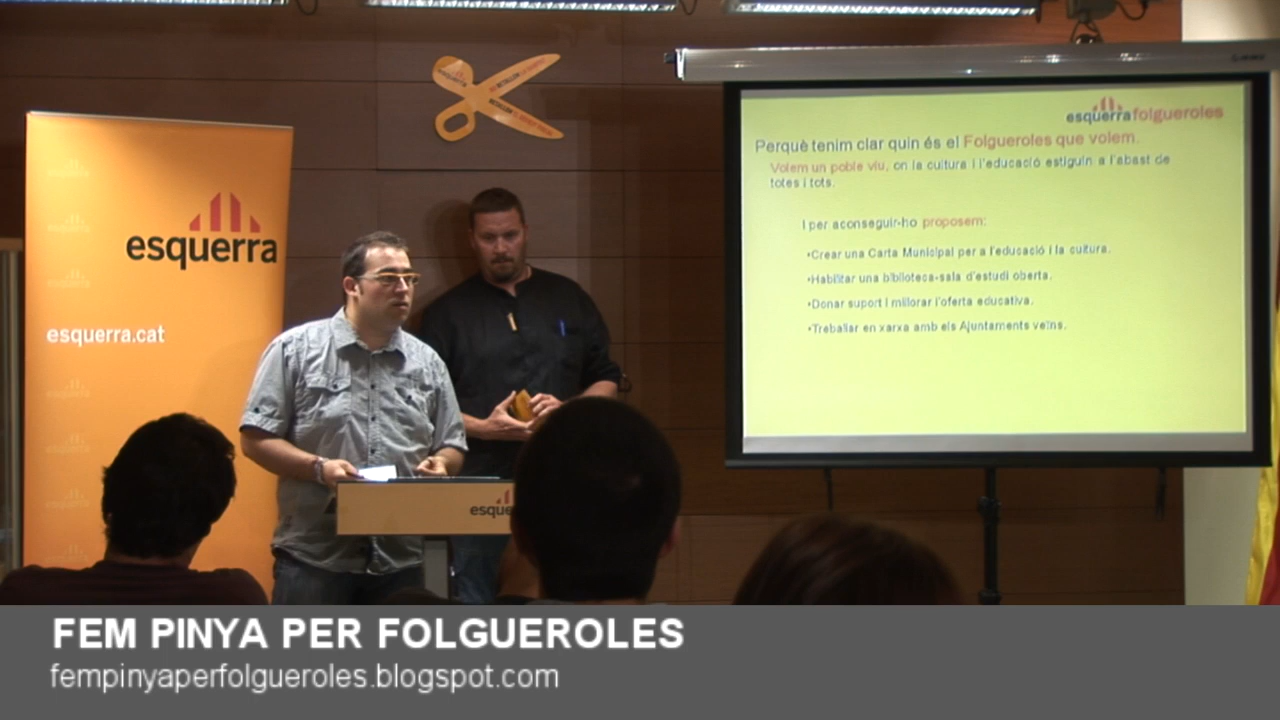 esquerra
esquerra.cat
esquerra
esquerrafolgueroles
Perquè tenim clar quin és el Folgueroles que volem.
Volem un poble viu, on la cultura i l'educació estiguin a l'abast de
totes i tots.
I per aconseguir-ho proposem:
•Crear una Carta Municipal per a l'educació i la cultura.
•Habilitar una biblioteca-sala d'estudi oberta.
•Donar suport i millorar l'oferta educativa.
•Treballar en xarxa amb els Ajuntaments veïns.
esque
FEM PINYA PER FOLGUEROLES
fempinyaperfolgueroles.blogspot.com